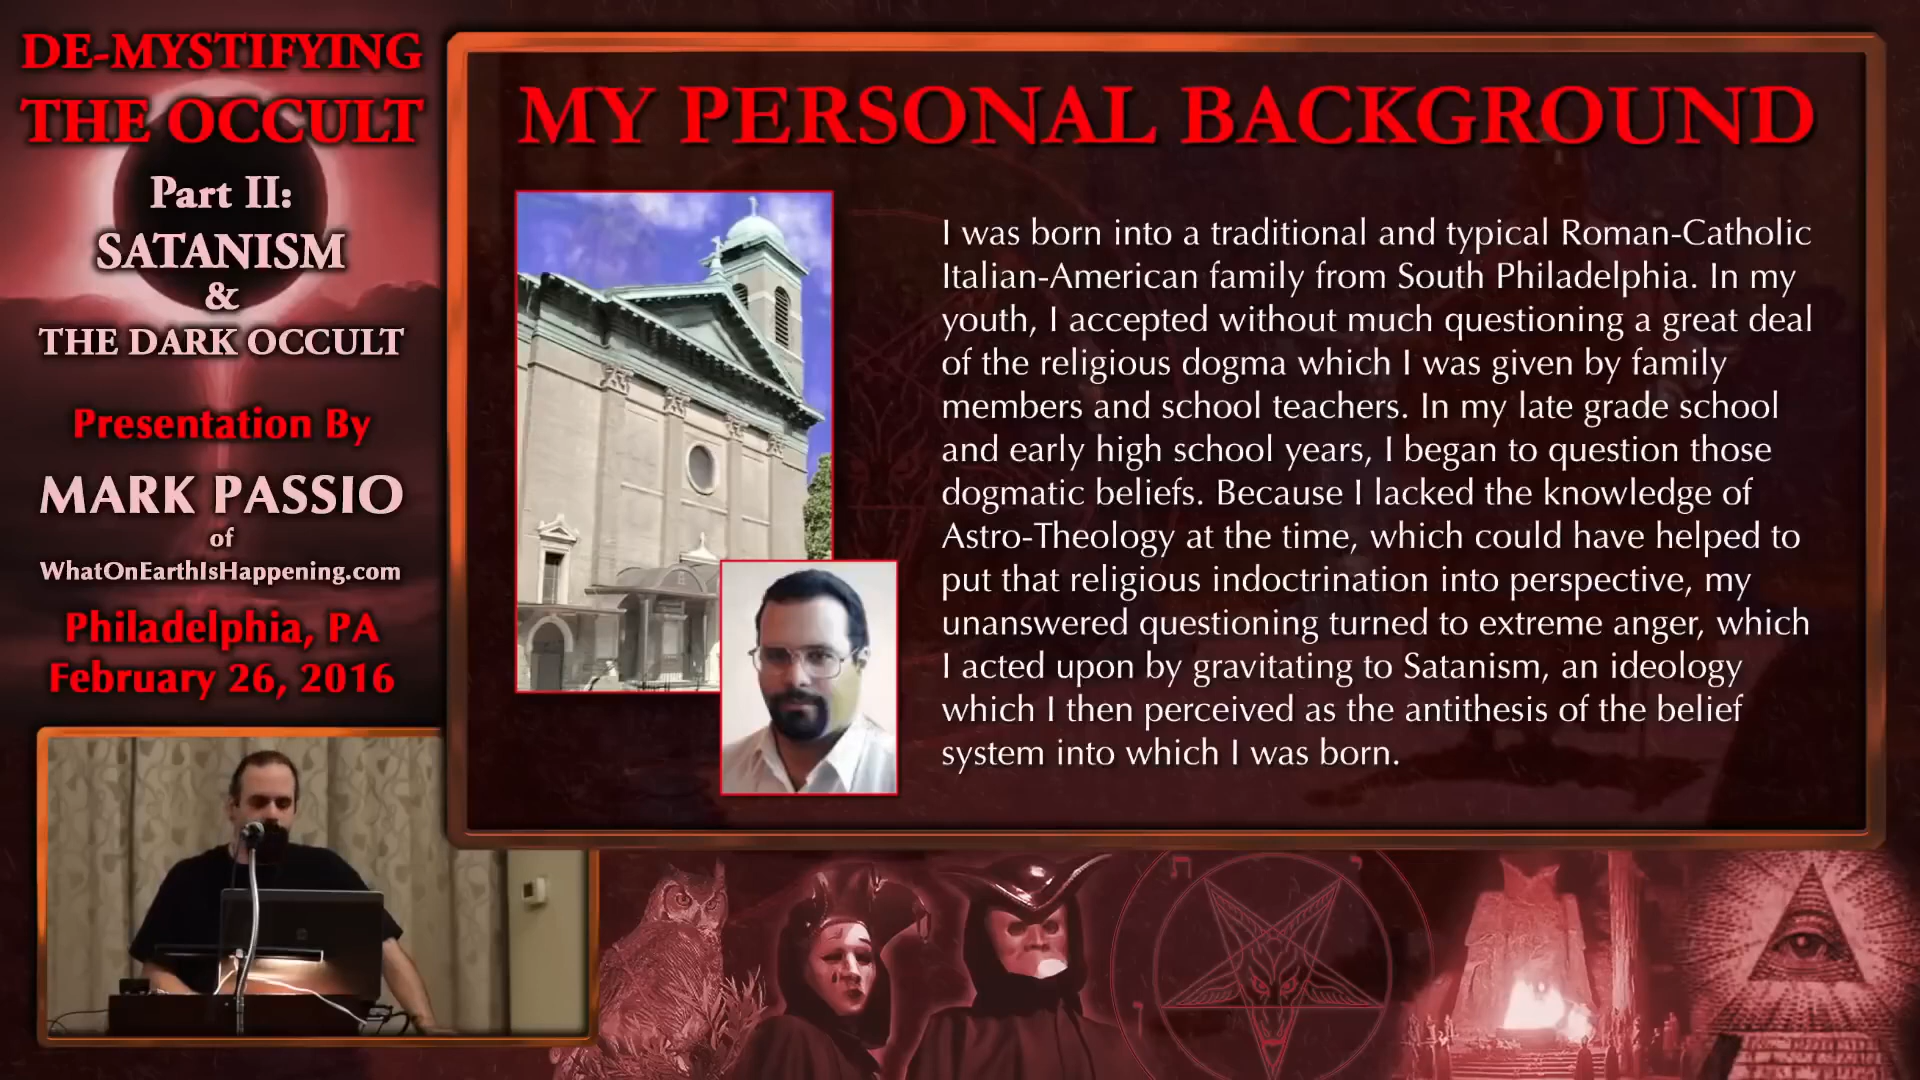 DE-MYSTIFYING
THE OCCULT
Part II:
SATANISM
&
THE DARK OCCULT
Presentation By
MARK PASSIO
of
WhatOnEarthIsHappening.com
Philadelphia, PA
February 26, 2016
MY PERSONAL BACKGROUND
I was born into a traditional and typical Roman-Catholic
Italian-American family from South Philadelphia. In my
youth, I accepted without much questioning a great deal
of the religious dogma which I was given by family
members and school teachers. In my late grade school
and early high school years, I began to question those
dogmatic beliefs. Because I lacked the knowledge of
Astro-Theology at the time, which could have helped to
put that religious indoctrination into perspective, my
unanswered questioning turned to extreme anger, which
I acted upon by gravitating to Satanism, an ideology
which I then perceived as the antithesis of the belief
system into which I was born.